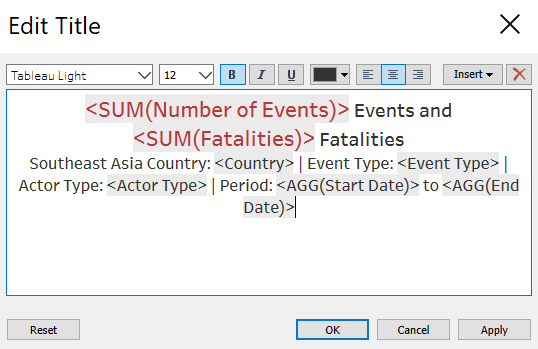 Edit Title
Tableau Light 12 B I U Insert
<SUM(Number of Events)> Events and
<SUM(Fatalities)> Fatalities
Southeast Asia Country: <Country> | Event Type: <Event Type> |
Actor Type: <Actor Type> | Period: <AGG(Start Date)> to <AGG(End
Date)>
Reset OK Cancel Apply